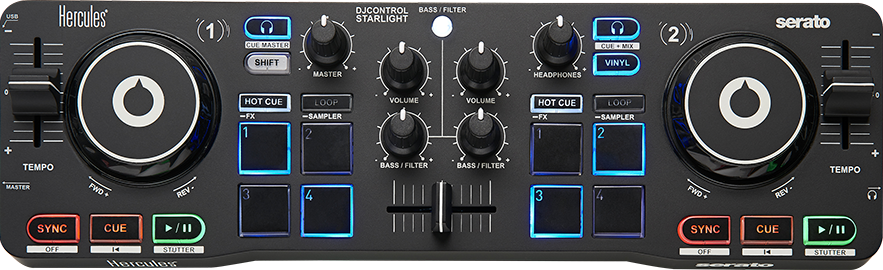 USB
Hercules
(1)
CUE MASTER
SHIFT
DJCONTROL
STARLIGHT
MASTER
BASS / FILTER
HEADPHONES
CUE + MIX
VINYL
(2)
serato
VOLUME
VOLUME
BASS / FILTER
BASS / FILTER
HOT CUE
LOOP
FX
SAMPLER
1
2
3
4
HOT CUE
LOOP
FX
SAMPLER
1
2
3
4
0
+
TEMPO
MASTER
FWD +
REV -
SYNC
CUE
OFF
STUTTER
Hercules
0
+
TEMPO
FWD +
REV -
SYNC
CUE
OFF
STUTTER
serato